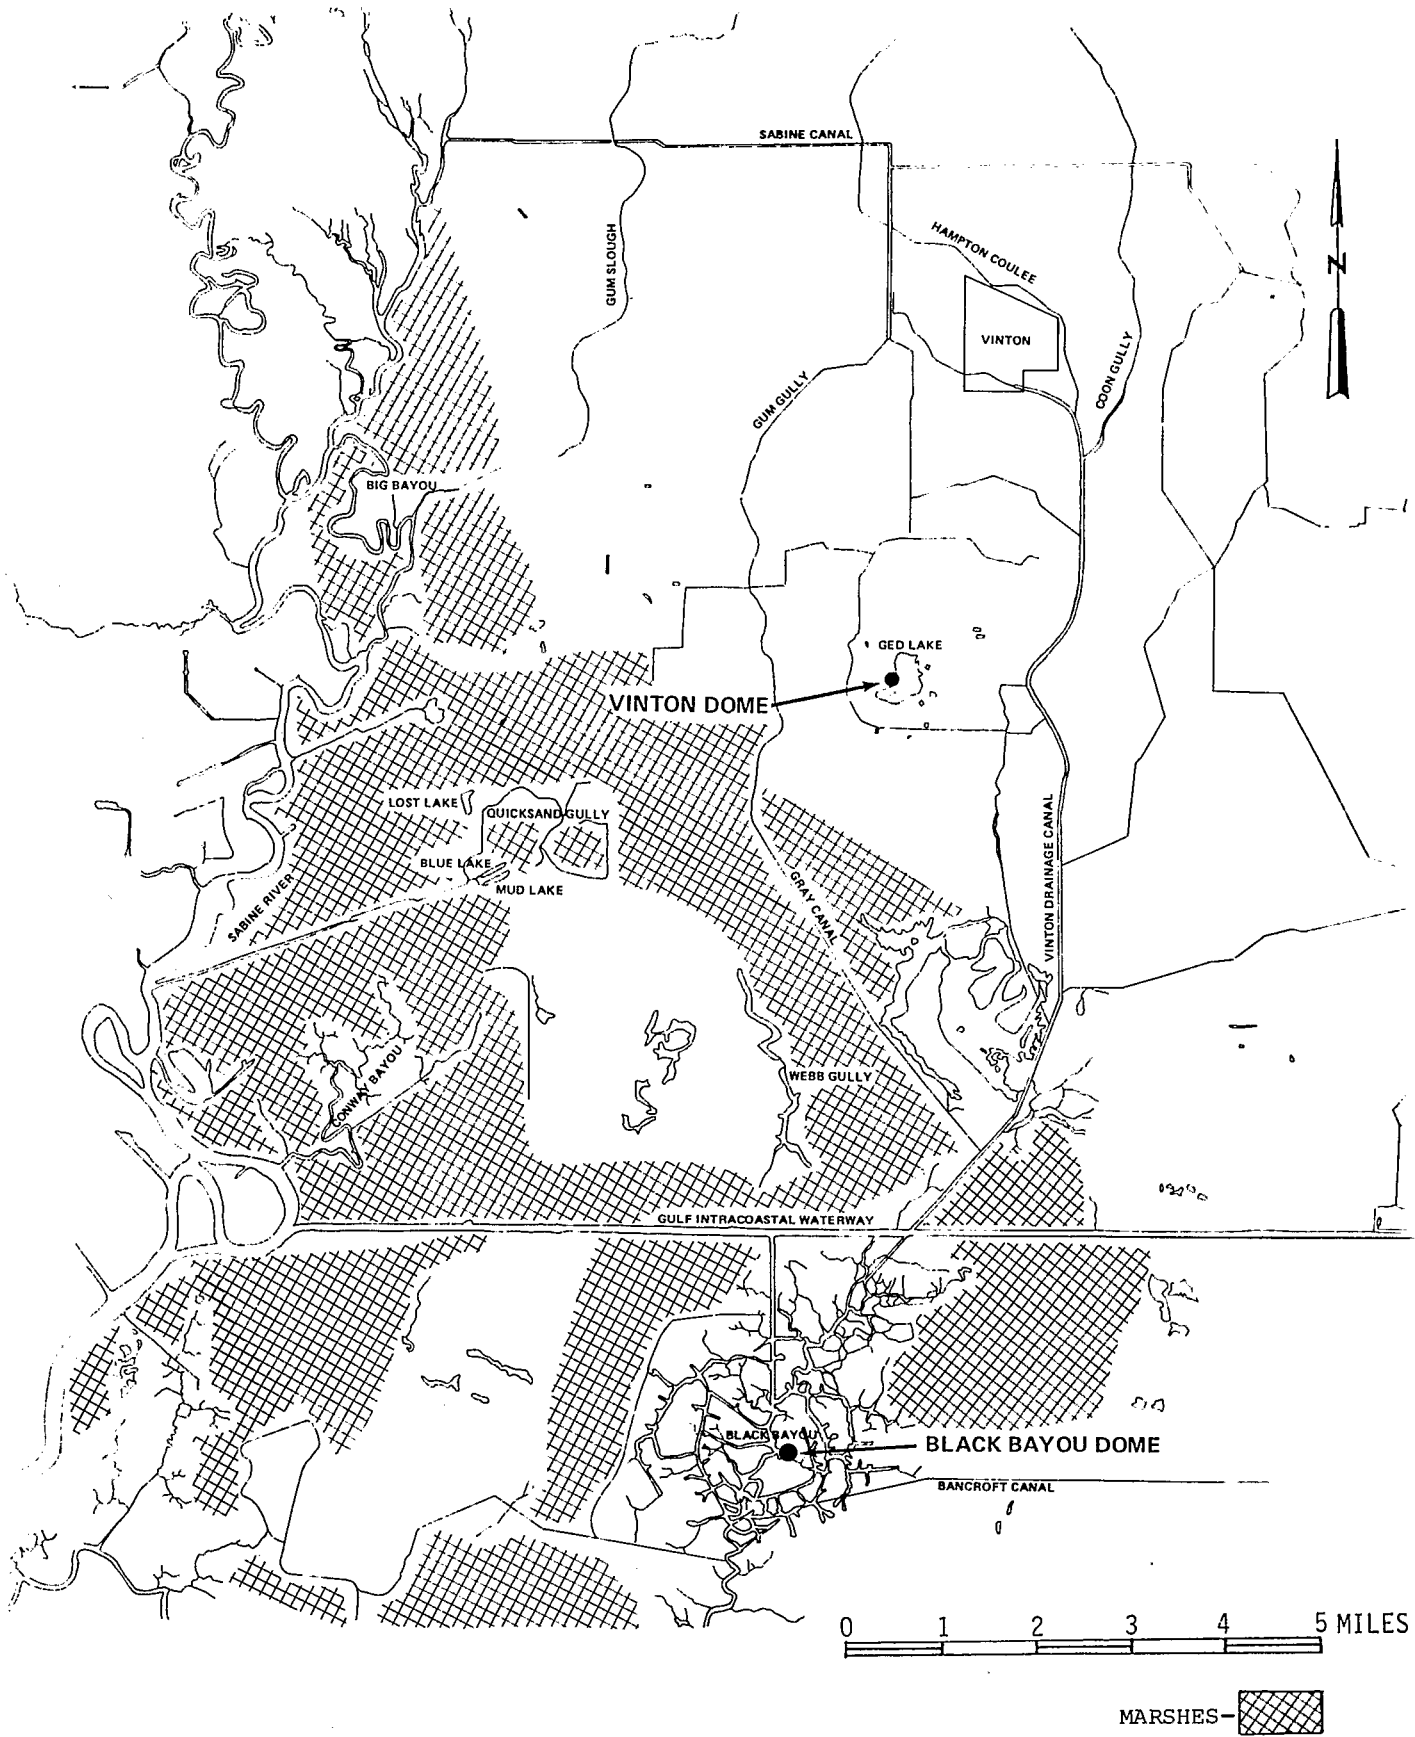 SABINE CANAL
HAMPTON COULEE
GUM SLOUGH
N
VINTON
COON GULLY
GUM GULLY
BIG BAYOU
GED LAKE
VINTON DOME
LOST LAKE
QUICKSAND GULLY
BLUE LAKE
MUD LAKE
SABINE RIVER
GRAY CANAL
VINTON DRAINAGE CANAL
WEBB GULLY
CONWAY BAYOU
GULF INTRACOASTAL WATERWAY
BLACK BAYOU
BLACK BAYOU DOME
BANCROFT CANAL
0 1 2 3 4 5 MILES
MARSHES-